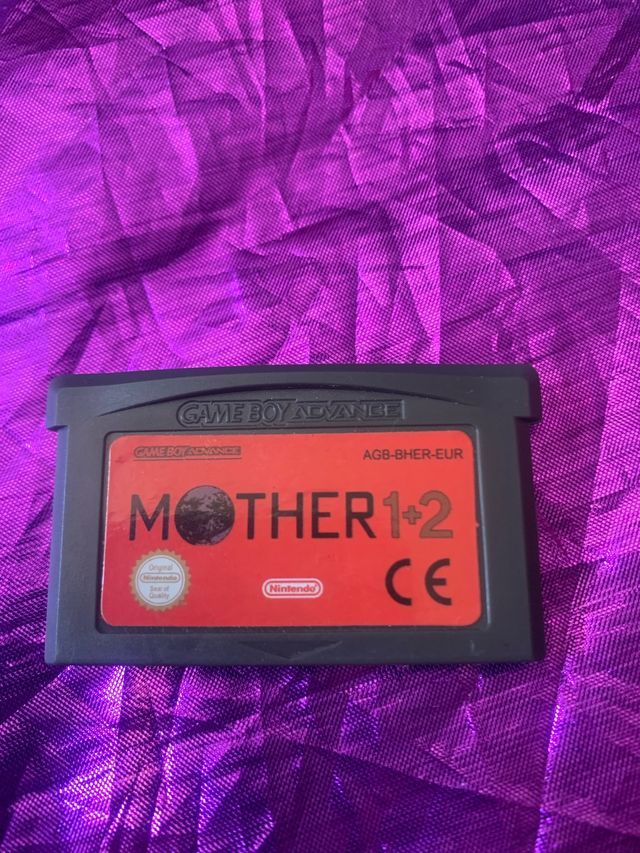 GAME BOY ADVANCE
GAME BOY ADVANCE
AGB-BHER-EUR
MOTHER 1+2
Original
Nintendo
Seal of
Quality
Nintendo
CE